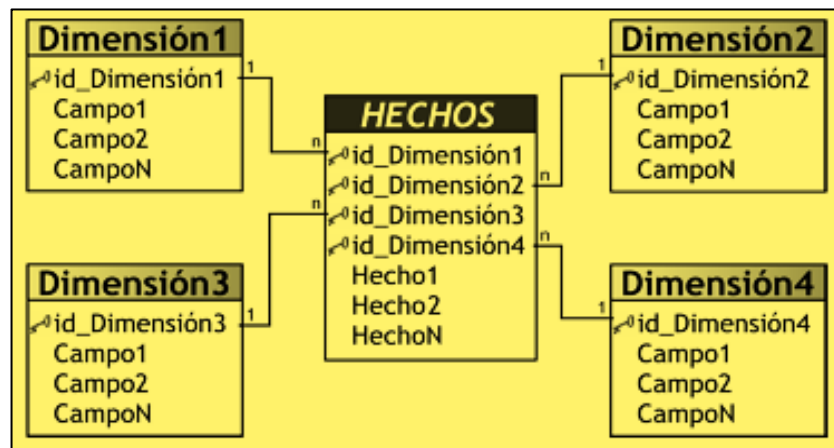 Dimensión1
id_Dimensión1
Campo1
Campo2
CampoN
1
n
HECHOS
id_Dimensión1
id_Dimensión2
id_Dimensión3
id_Dimensión4
Hecho1
Hecho2
HechoN
n
n
n
Dimensión2
id_Dimensión2
Campo1
Campo2
CampoN
1
Dimensión3
id_Dimensión3
Campo1
Campo2
CampoN
1
Dimensión4
id_Dimensión4
Campo1
Campo2
CampoN
1